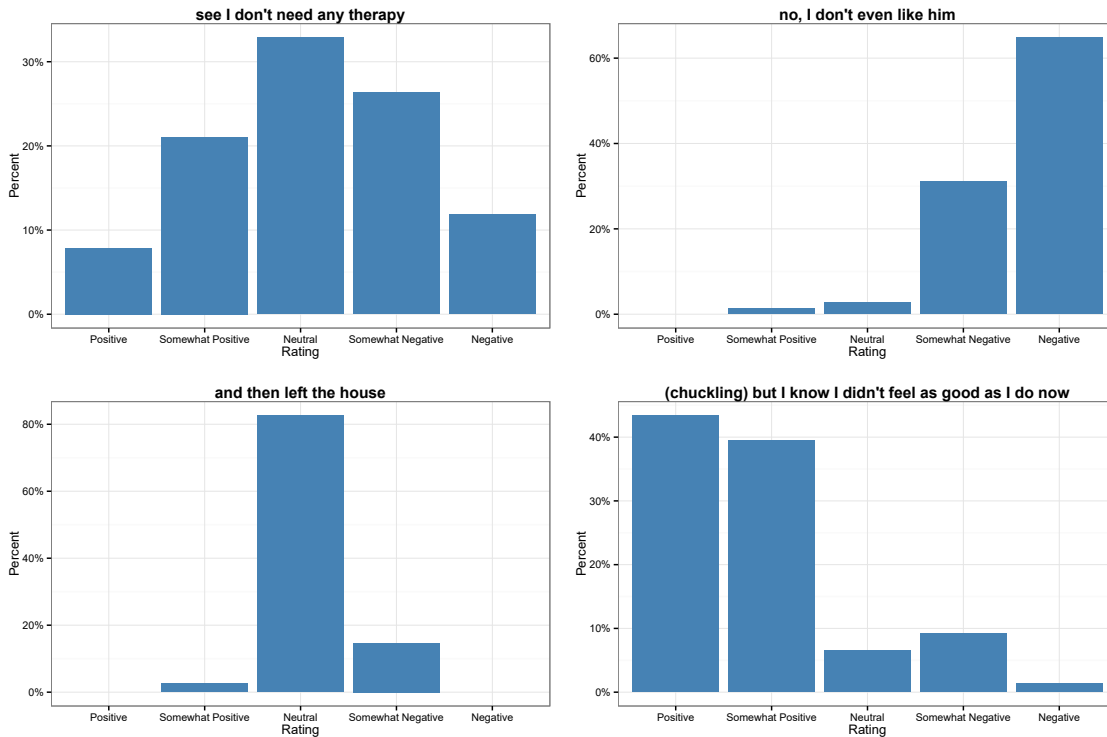 see I don't need any therapy
30%
20%
10%
0%
Percent
Positive Somewhat Positive Neutral Somewhat Negative Negative
Rating
no, I don't even like him
60%
40%
20%
0%
Percent
Positive Somewhat Positive Neutral Somewhat Negative Negative
Rating
and then left the house
80%
60%
40%
20%
0%
Percent
Positive Somewhat Positive Neutral Somewhat Negative Negative
Rating
(chuckling) but I know I didn't feel as good as I do now
40%
30%
20%
10%
0%
Percent
Positive Somewhat Positive Neutral Somewhat Negative Negative
Rating